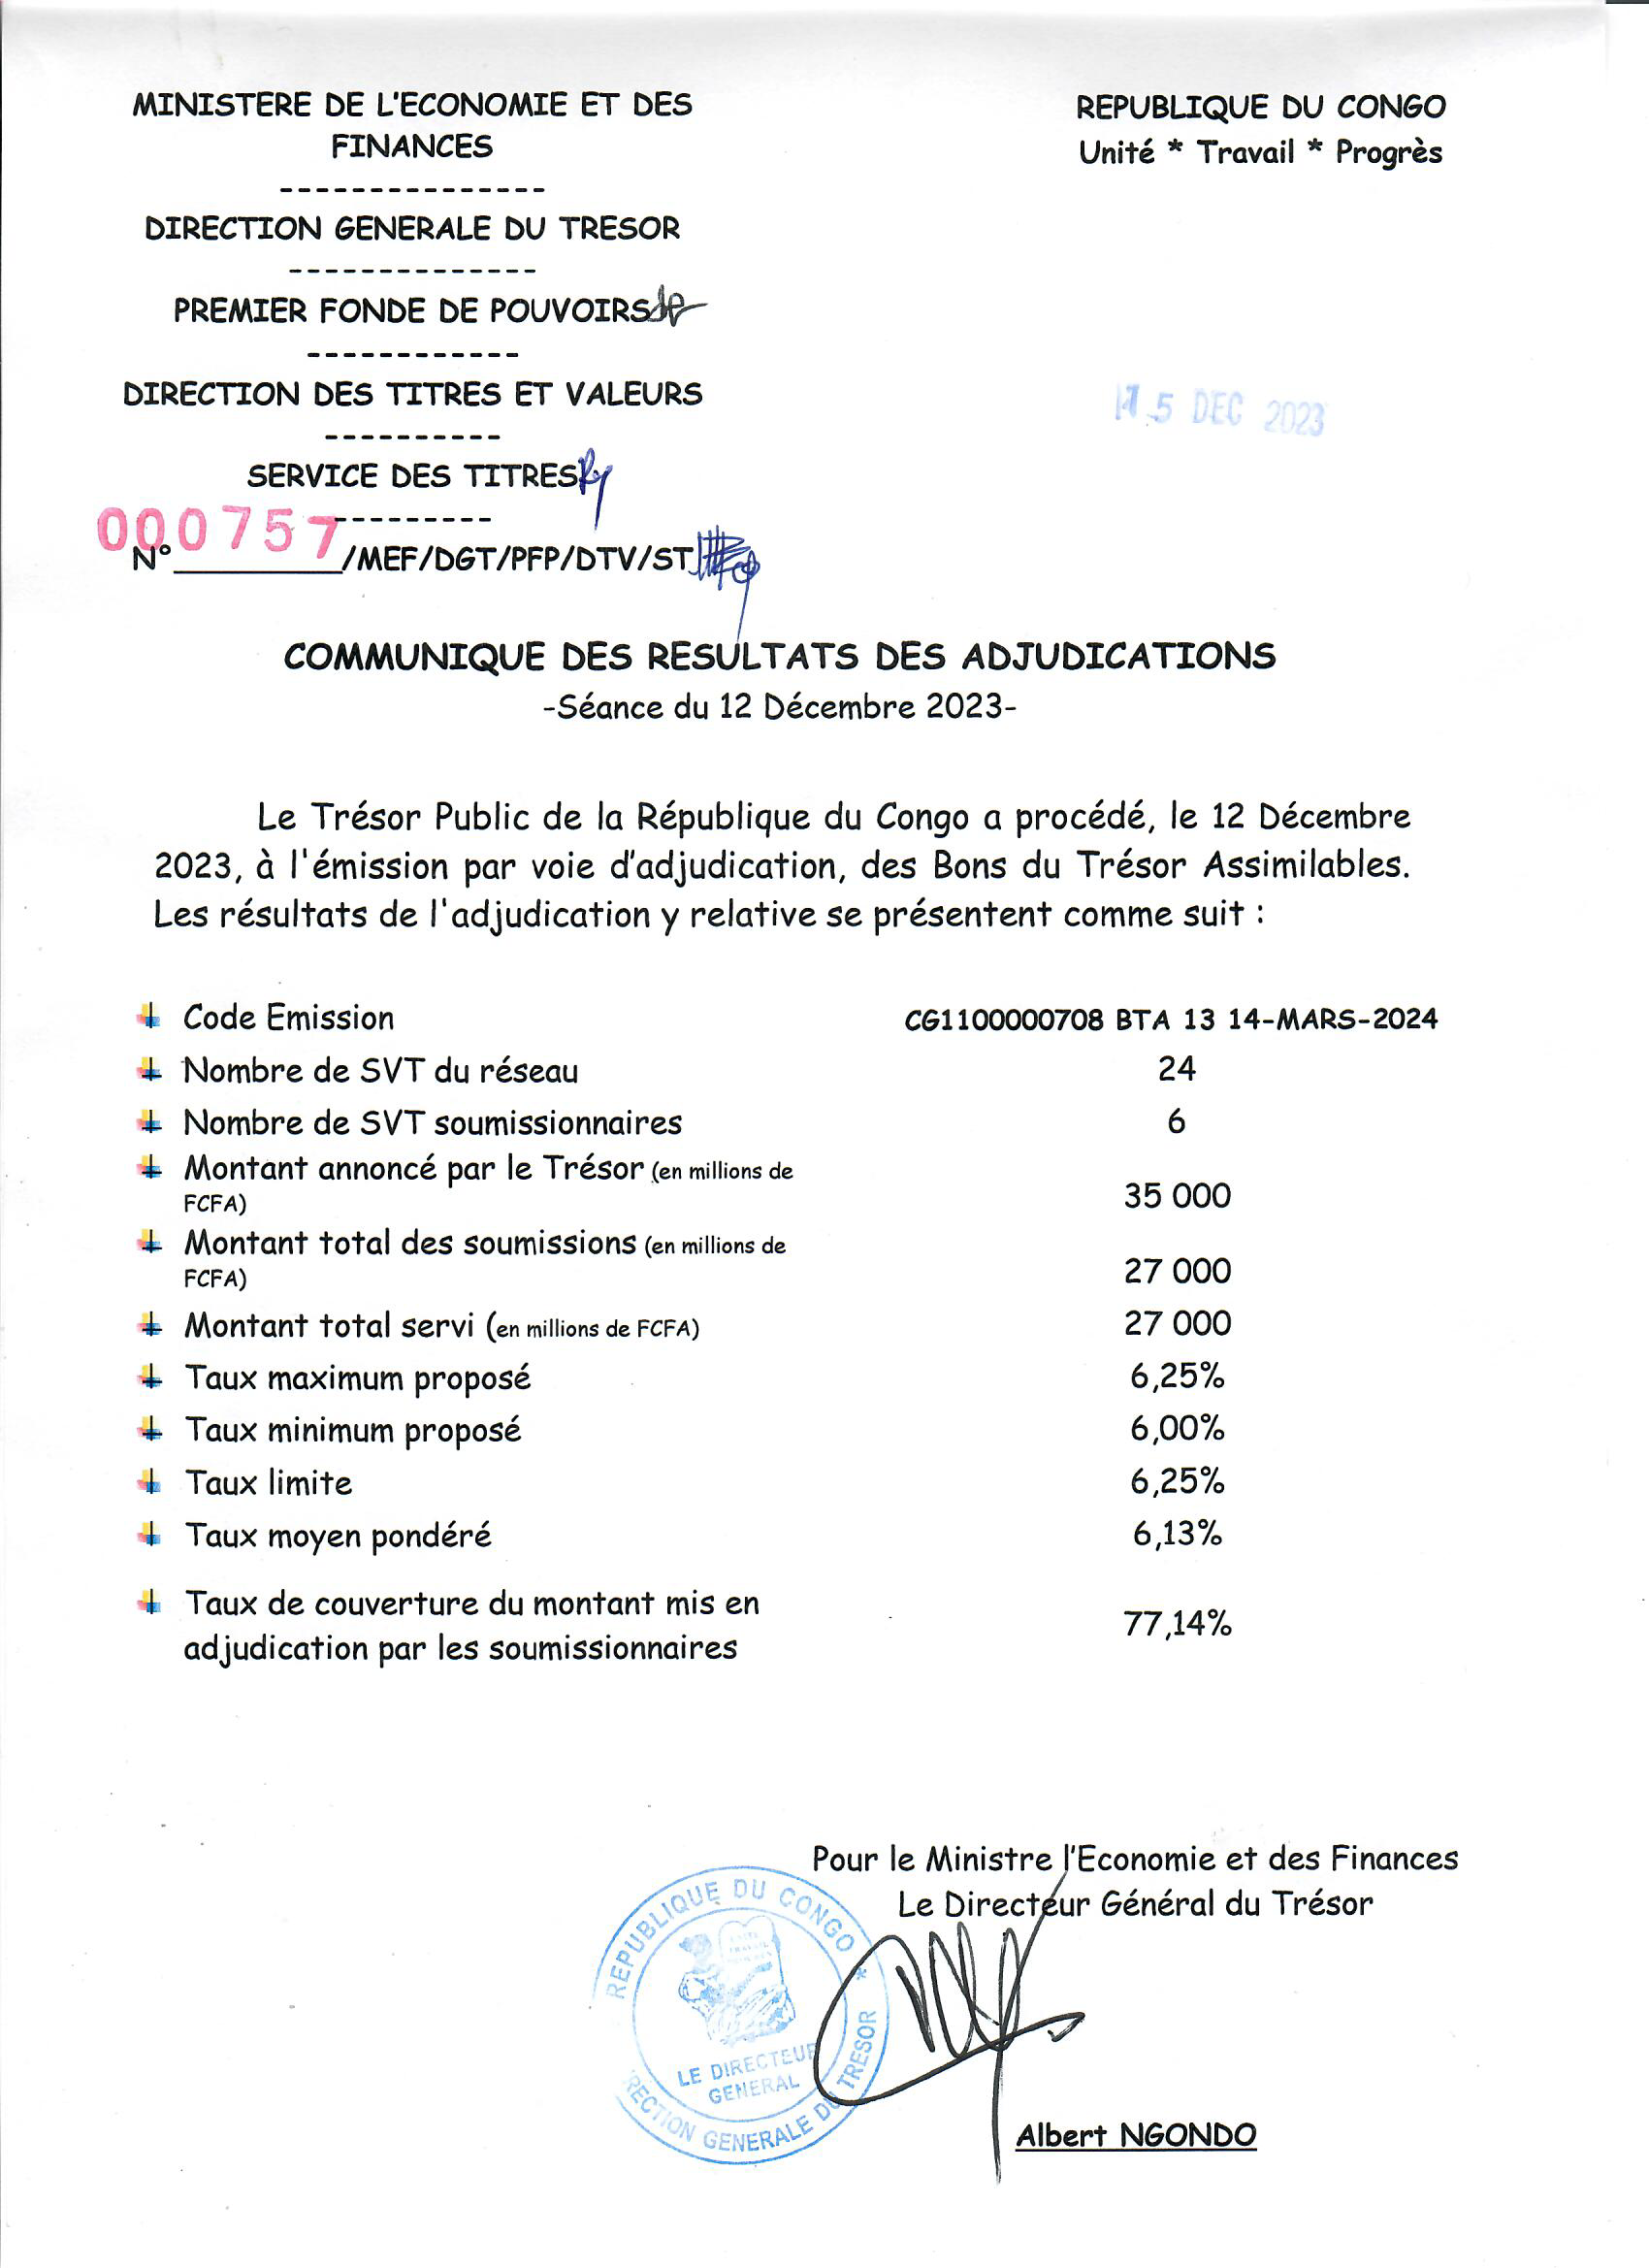 MINISTERE DE L'ECONOMIE ET DES
FINANCES
---------------
DIRECTION GENERALE DU TRESOR
--------------
PREMIER FONDE DE POUVOIRS
------------
DIRECTION DES TITRES ET VALEURS
----------
SERVICE DES TITRES
---------
000757
N°__________/MEF/DGT/PFP/DTV/ST
REPUBLIQUE DU CONGO
Unité * Travail * Progrès
15 DEC 2023
COMMUNIQUE DES RESULTATS DES ADJUDICATIONS
-Séance du 12 Décembre 2023-
Le Trésor Public de la République du Congo a procédé, le 12 Décembre
2023, à l'émission par voie d'adjudication, des Bons du Trésor Assimilables.
Les résultats de l'adjudication y relative se présentent comme suit :
Code Emission CG1100000708 BTA 13 14-MARS-2024
Nombre de SVT du réseau 24
Nombre de SVT soumissionnaires 6
Montant annoncé par le Trésor (en millions de
FCFA) 35 000
Montant total des soumissions (en millions de
FCFA) 27 000
Montant total servi (en millions de FCFA) 27 000
Taux maximum proposé 6,25%
Taux minimum proposé 6,00%
Taux limite 6,25%
Taux moyen pondéré 6,13%
Taux de couverture du montant mis en
adjudication par les soumissionnaires 77,14%
Pour le Ministre l'Economie et des Finances
Le Directeur Général du Trésor
REPUBLIQUE DU CONGO *
LE DIRECTEUR
GENERAL
RECTION GENERALE DU TRESOR
Albert NGONDO